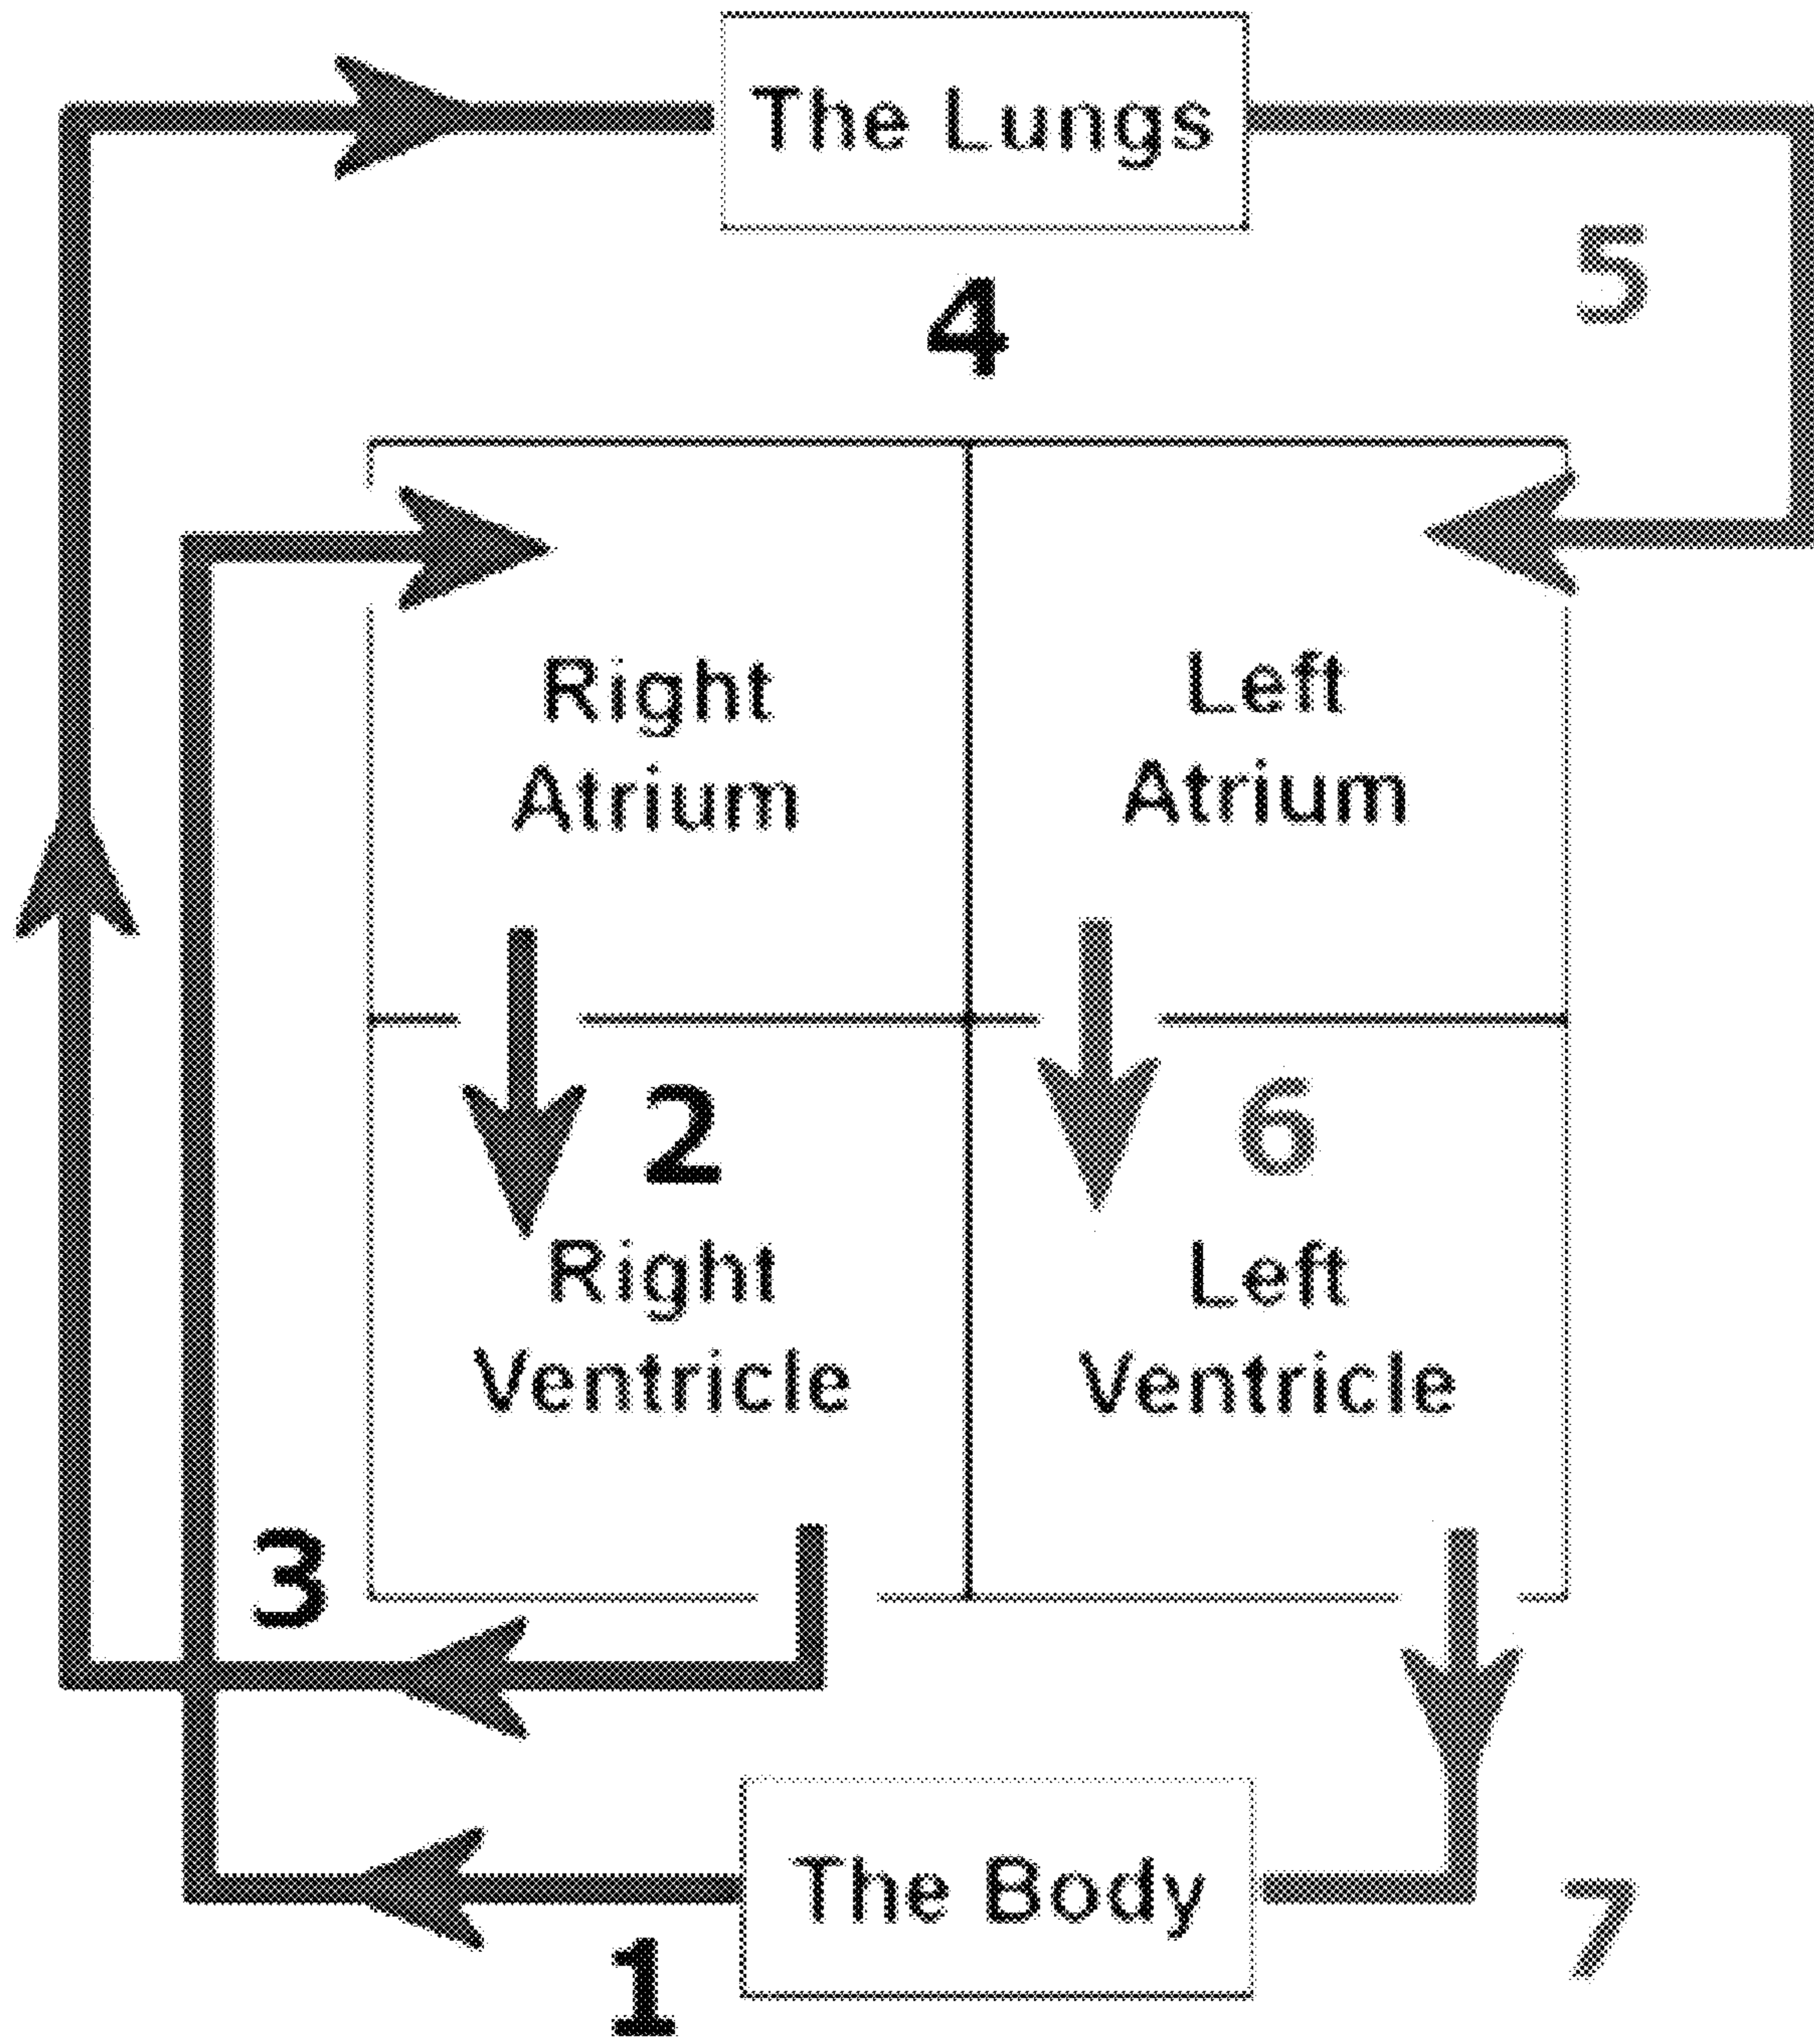 The Lungs
5
4
Right
Atrium
Left
Atrium
2
6
Right
Ventricle
Left
Ventricle
3
The Body
7
1